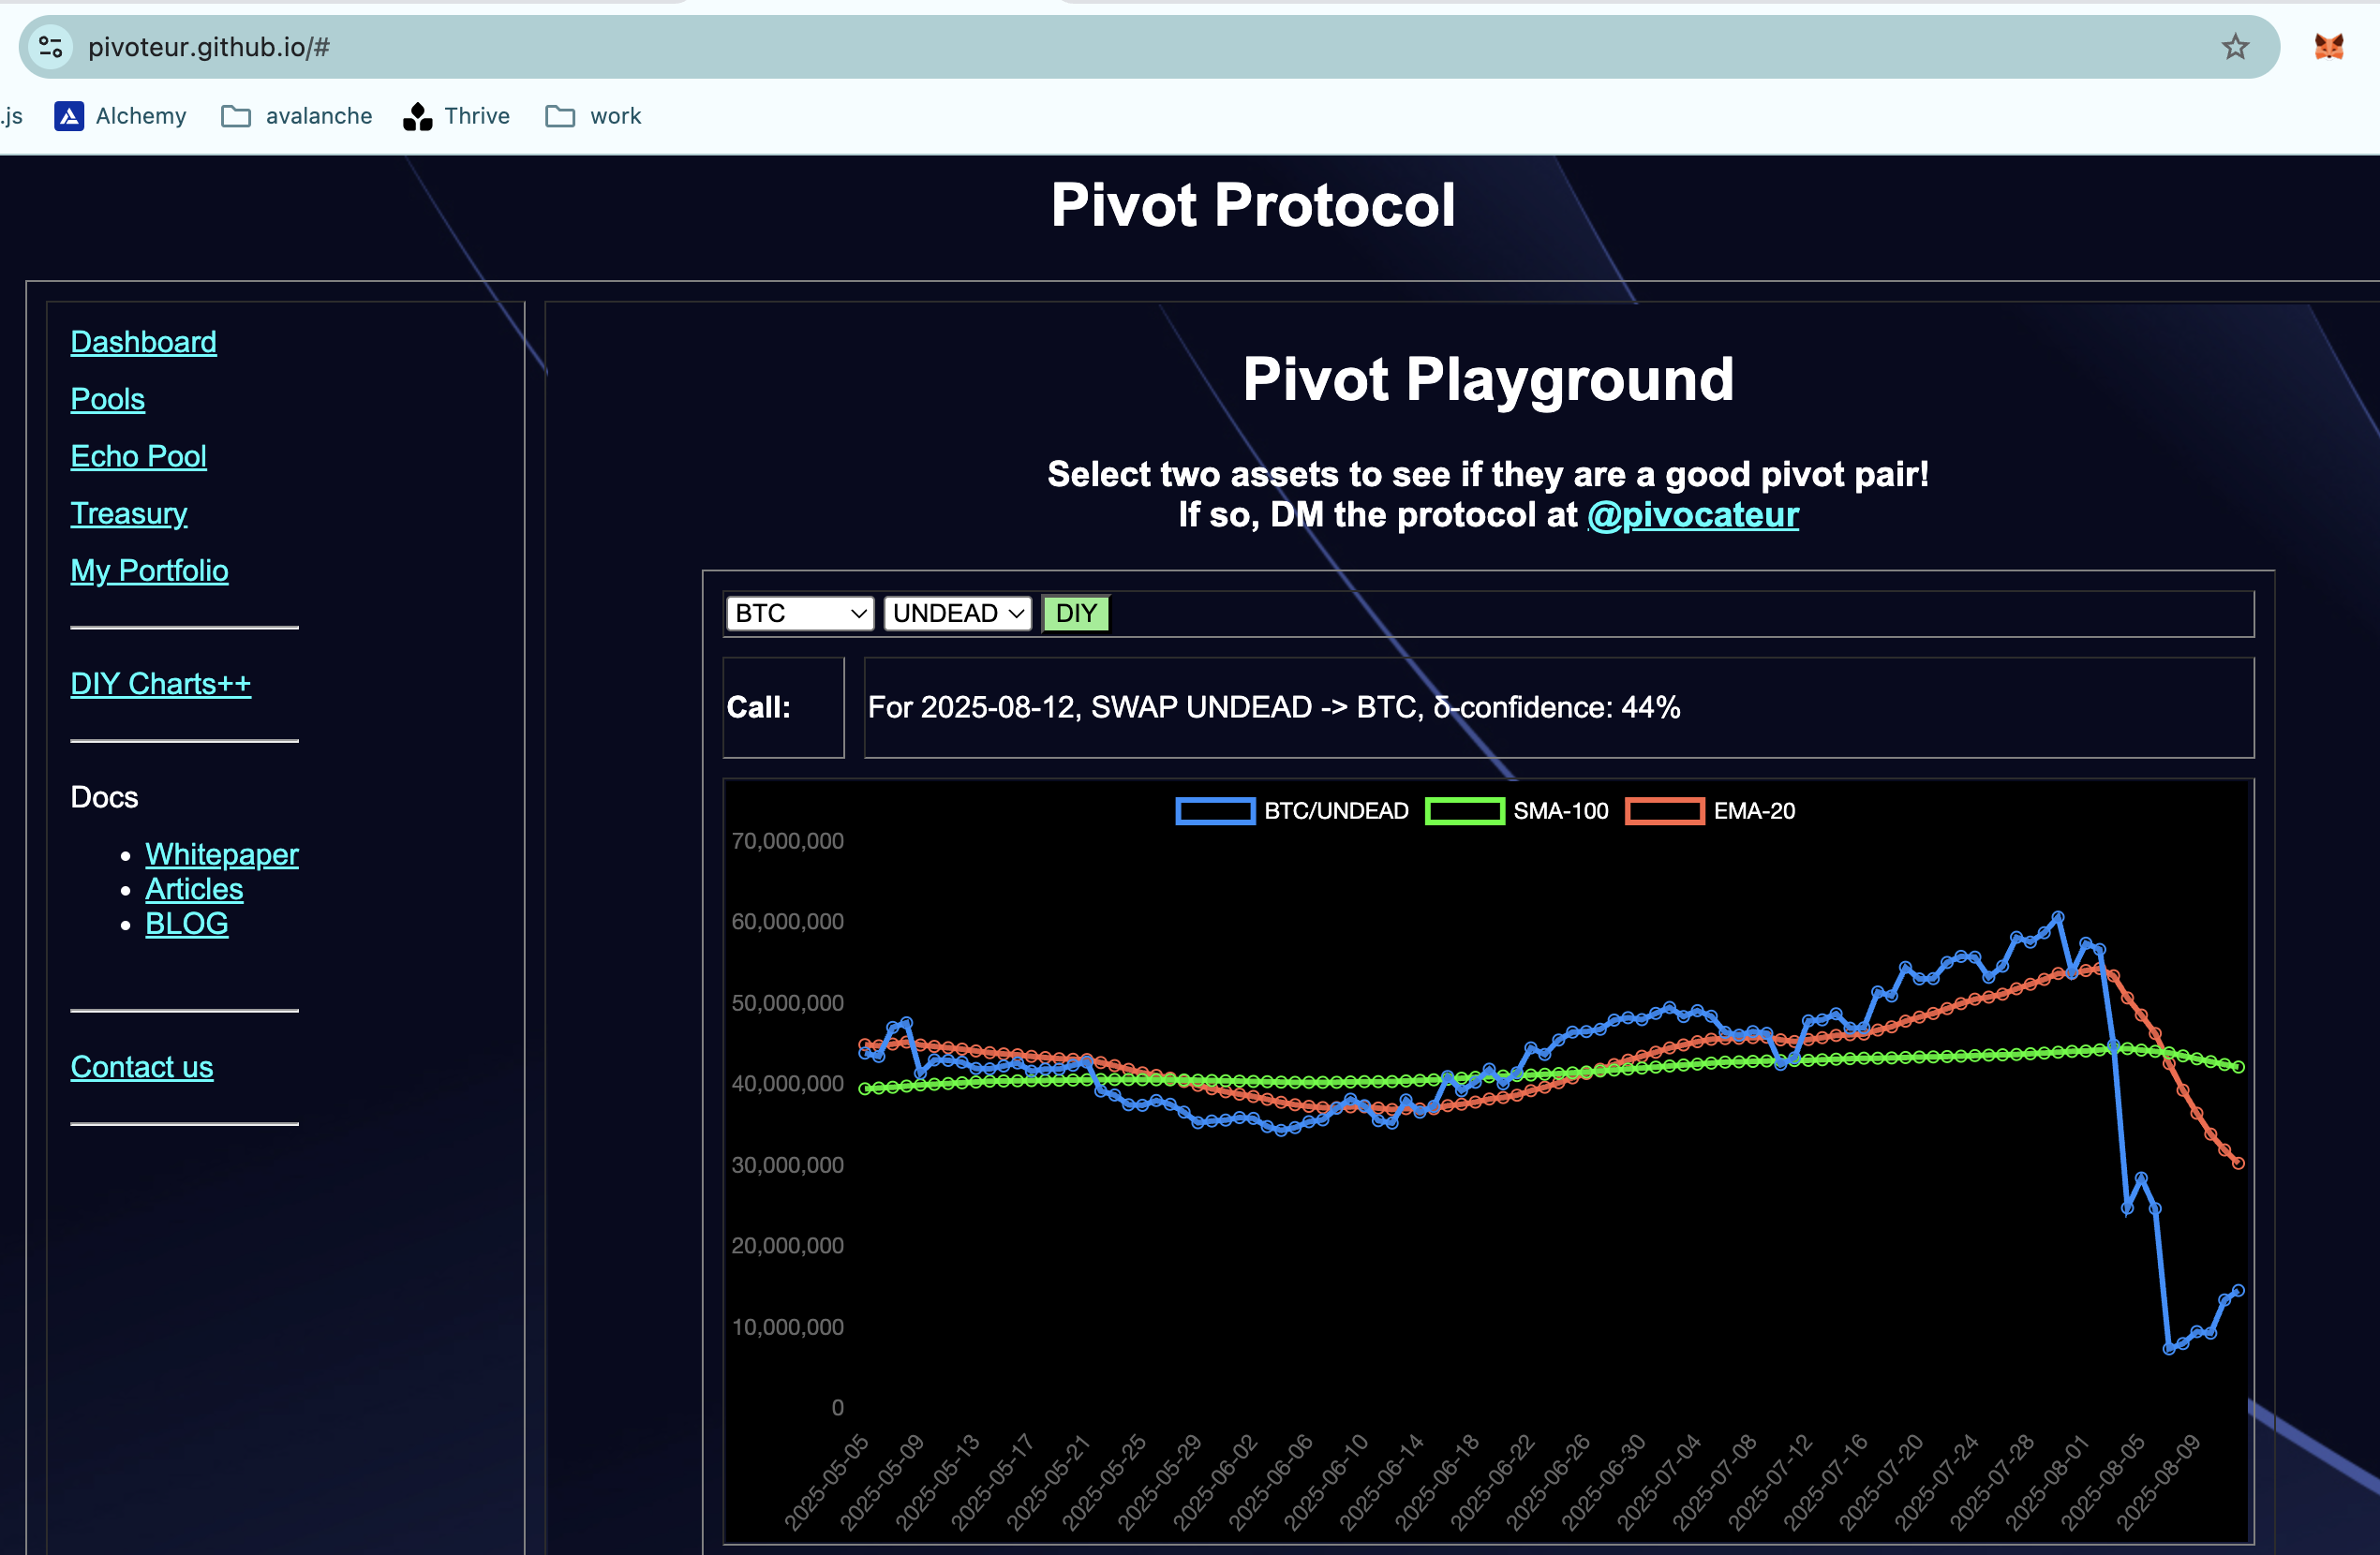 pivoteur.github.io/#
.js Alchemy avalanche Thrive work
Pivot Protocol
Dashboard
Pools
Echo Pool
Treasury
My Portfolio
DIY Charts++
Docs
Whitepaper
Articles
BLOG
Contact us
Pivot Playground
Select two assets to see if they are a good pivot pair!
If so, DM the protocol at @pivocateur
BTC UNDEAD DIY
Call: For 2025-08-12, SWAP UNDEAD -> BTC, δ-confidence: 44%
BTC/UNDEAD SMA-100 EMA-20
70,000,000
60,000,000
50,000,000
40,000,000
30,000,000
20,000,000
10,000,000
0
2025-05-05
2025-05-09
2025-05-13
2025-05-17
2025-05-21
2025-05-25
2025-05-29
2025-06-02
2025-06-06
2025-06-10
2025-06-14
2025-06-18
2025-06-22
2025-06-26
2025-06-30
2025-07-04
2025-07-08
2025-07-12
2025-07-16
2025-07-20
2025-07-24
2025-07-28
2025-08-01
2025-08-05
2025-08-09